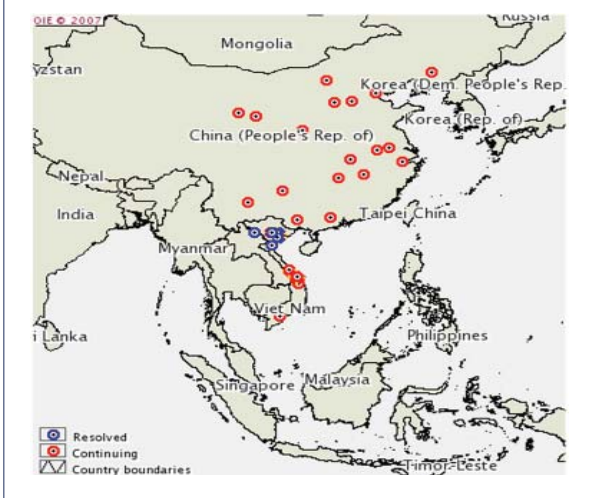 OIE © 2007
Russia
Mongolia
yzstan
Korea (Dem. People's Rep.
Korea (Rep. of)
China (People's Rep. of)
Nepal
India
Taipei China
Myanmar
Viet Nam
i Lanka
Philippines
Singapore
Malaysia
Timor-Leste
Resolved
Continuing
Country boundaries